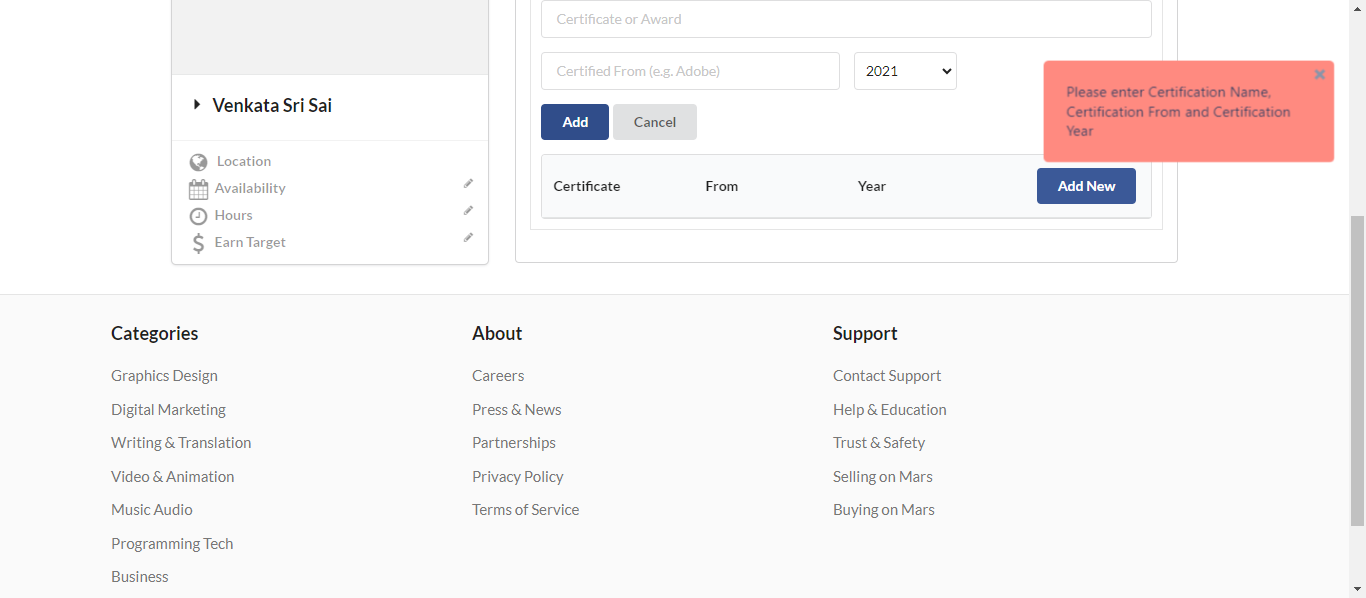 Certificate or Award
Certified From (e.g. Adobe)
2021
Please enter Certification Name,
Certification From and Certification
Year
Add
Cancel
Certificate
From
Year
Add New
Venkata Sri Sai
Location
Availability
Hours
Earn Target
Categories
Graphics Design
Digital Marketing
Writing & Translation
Video & Animation
Music Audio
Programming Tech
Business
About
Careers
Press & News
Partnerships
Privacy Policy
Terms of Service
Support
Contact Support
Help & Education
Trust & Safety
Selling on Mars
Buying on Mars